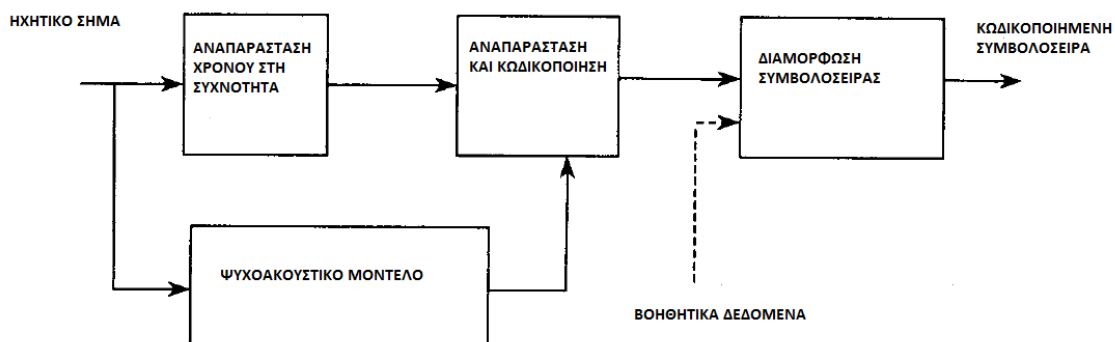 ΗΧΗΤΙΚΟ ΣΗΜΑ
ΑΝΑΠΑΡΑΣΤΑΣΗ
ΧΡΟΝΟΥ ΣΤΗ
ΣΥΧΝΟΤΗΤΑ
ΑΝΑΠΑΡΑΣΤΑΣΗ
ΚΑΙ ΚΩΔΙΚΟΠΟΙΗΣΗ
ΔΙΑΜΟΡΦΩΣΗ
ΣΥΜΒΟΛΟΣΕΙΡΑΣ
ΚΩΔΙΚΟΠΟΙΗΜΕΝΗ
ΣΥΜΒΟΛΟΣΕΙΡΑ
ΨΥΧΟΑΚΟΥΣΤΙΚΟ ΜΟΝΤΕΛΟ
ΒΟΗΘΗΤΙΚΑ ΔΕΔΟΜΕΝΑ